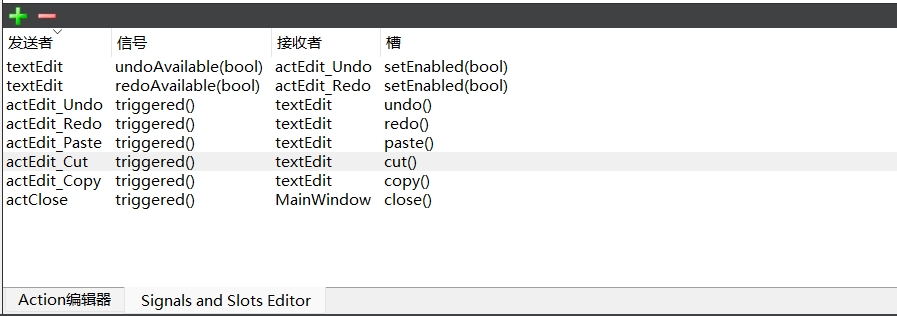 发送者 信号 接收者 槽
textEdit undoAvailable(bool) actEdit_Undo setEnabled(bool)
textEdit redoAvailable(bool) actEdit_Redo setEnabled(bool)
actEdit_Undo triggered() textEdit undo()
actEdit_Redo triggered() textEdit redo()
actEdit_Paste triggered() textEdit paste()
actEdit_Cut triggered() textEdit cut()
actEdit_Copy triggered() textEdit copy()
actClose triggered() MainWindow close()
Action编辑器 Signals and Slots Editor